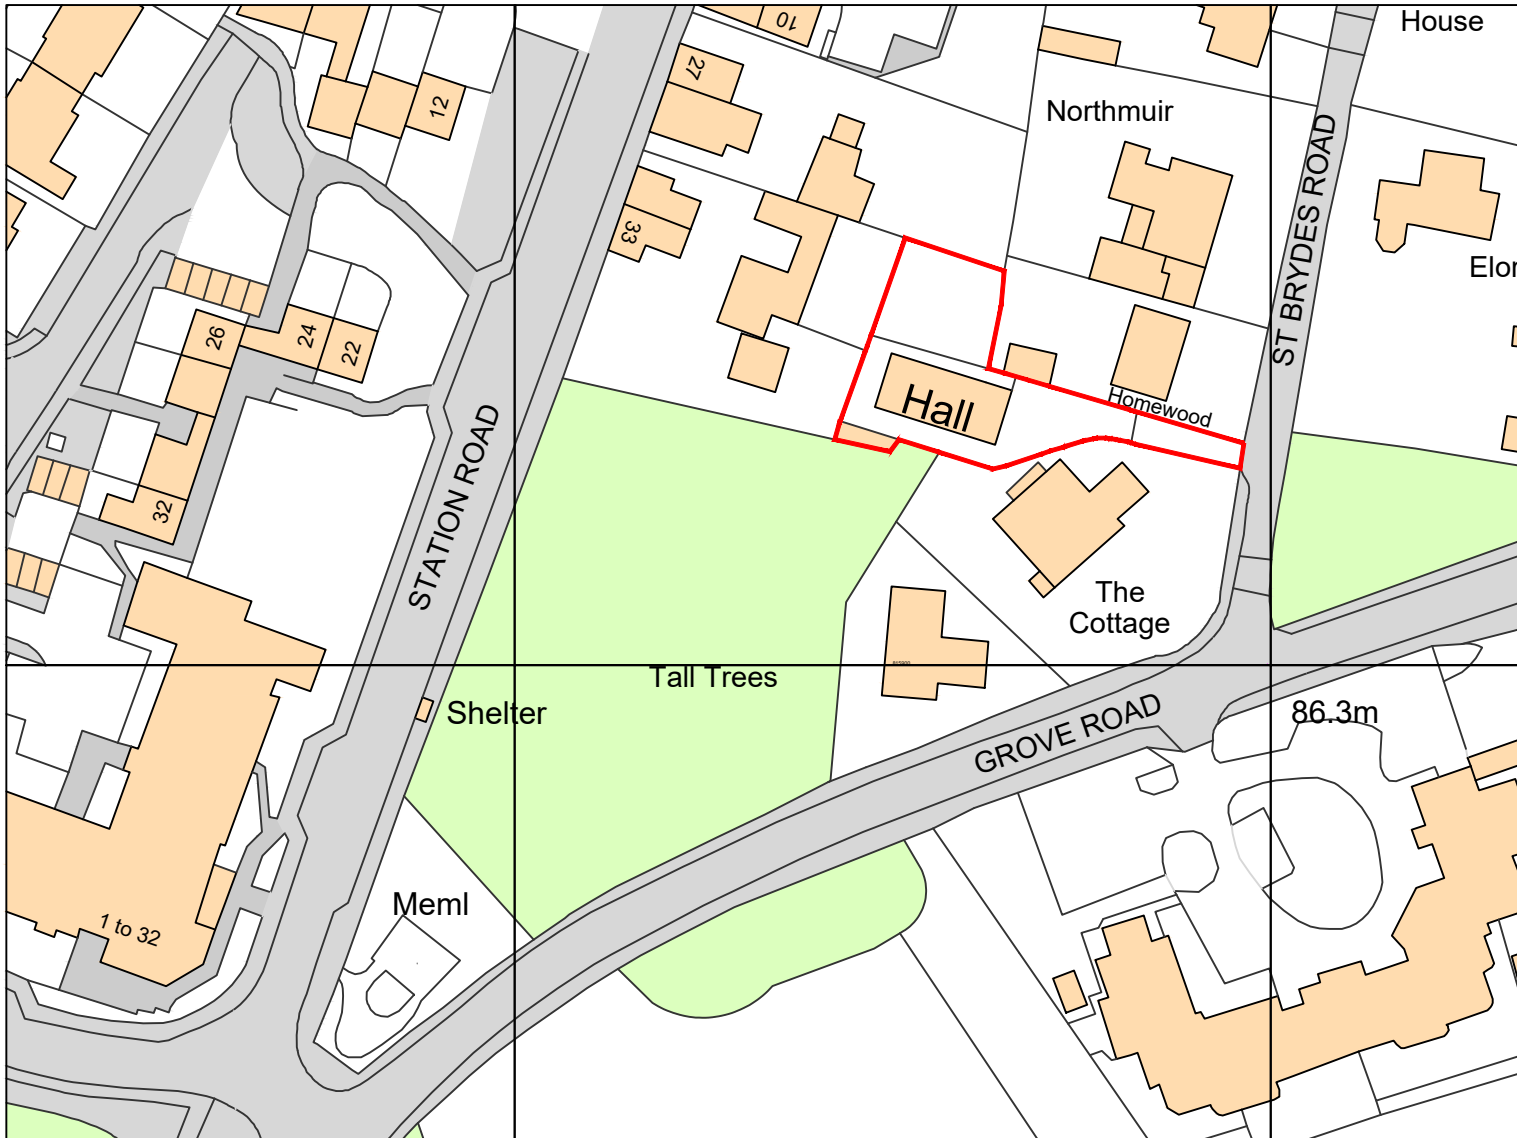 House
10
27
12
Northmuir
33
ST BRYDES ROAD
26
24
22
Hall
Homewood
STATION ROAD
32
The
Cottage
Tall Trees
Shelter
GROVE ROAD
86.3m
Meml
1 to 32